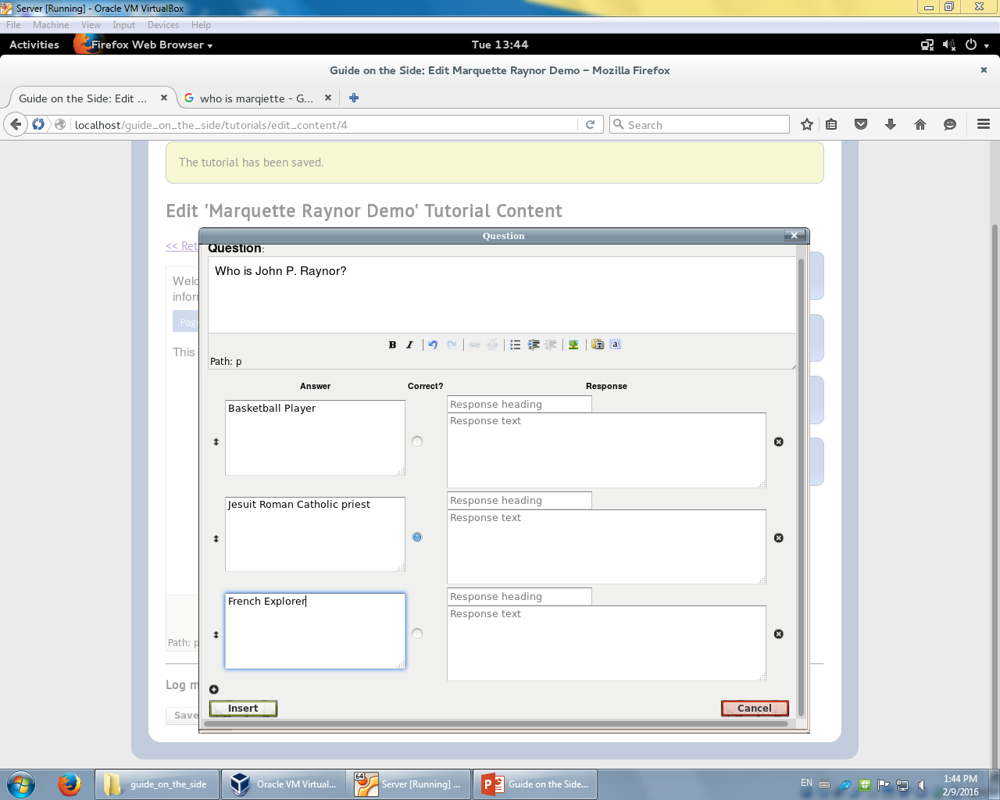 Server [Running] - Oracle VM VirtualBox
File Machine View Input Devices Help
Activities Firefox Web Browser Tue 13:44
Guide on the Side: Edit Marquette Raynor Demo – Mozilla Firefox
Guide on the Side: Edit ... who is marqiette - G...
localhost/guide_on_the_side/tutorials/edit_content/4 Search
The tutorial has been saved.
Edit 'Marquette Raynor Demo' Tutorial Content
<< Ret
Question
Question:
Who is John P. Raynor?
Welc
infor
Pag
This
B I a
Path: p
Answer Correct? Response
Basketball Player
Response heading
Response text
Jesuit Roman Catholic priest
Response heading
Response text
French Explorer
Response heading
Response text
Path: p
Log m
Insert Cancel
Save
64
guide_on_the_side Oracle VM Virtual... Server [Running] ... Guide on the Side... EN 1:44 PM
2/9/2016